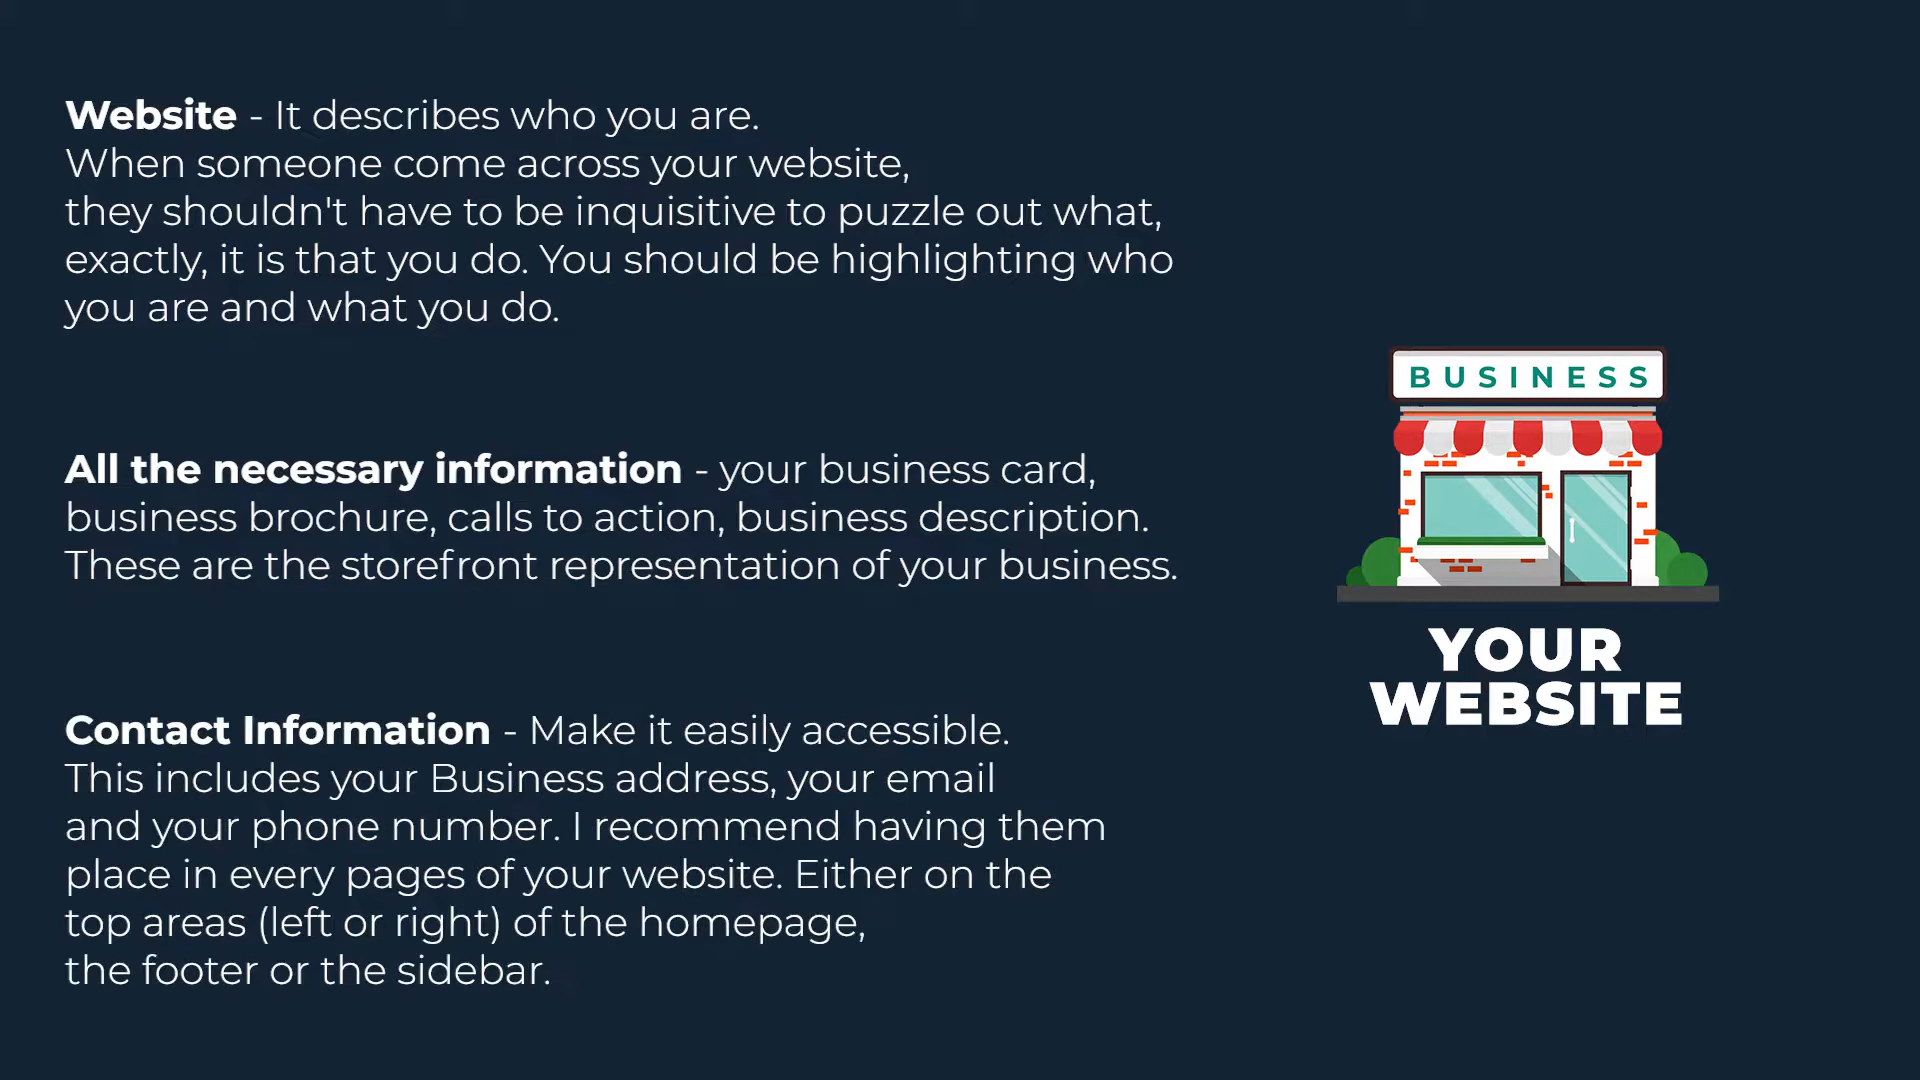 Website - It describes who you are.
When someone come across your website,
they shouldn't have to be inquisitive to puzzle out what,
exactly, it is that you do. You should be highlighting who
you are and what you do.
All the necessary information - your business card,
business brochure, calls to action, business description.
These are the storefront representation of your business.
Contact Information - Make it easily accessible.
This includes your Business address, your email
and your phone number. I recommend having them
place in every pages of your website. Either on the
top areas (left or right) of the homepage,
the footer or the sidebar.
BUSINESS
YOUR
WEBSITE